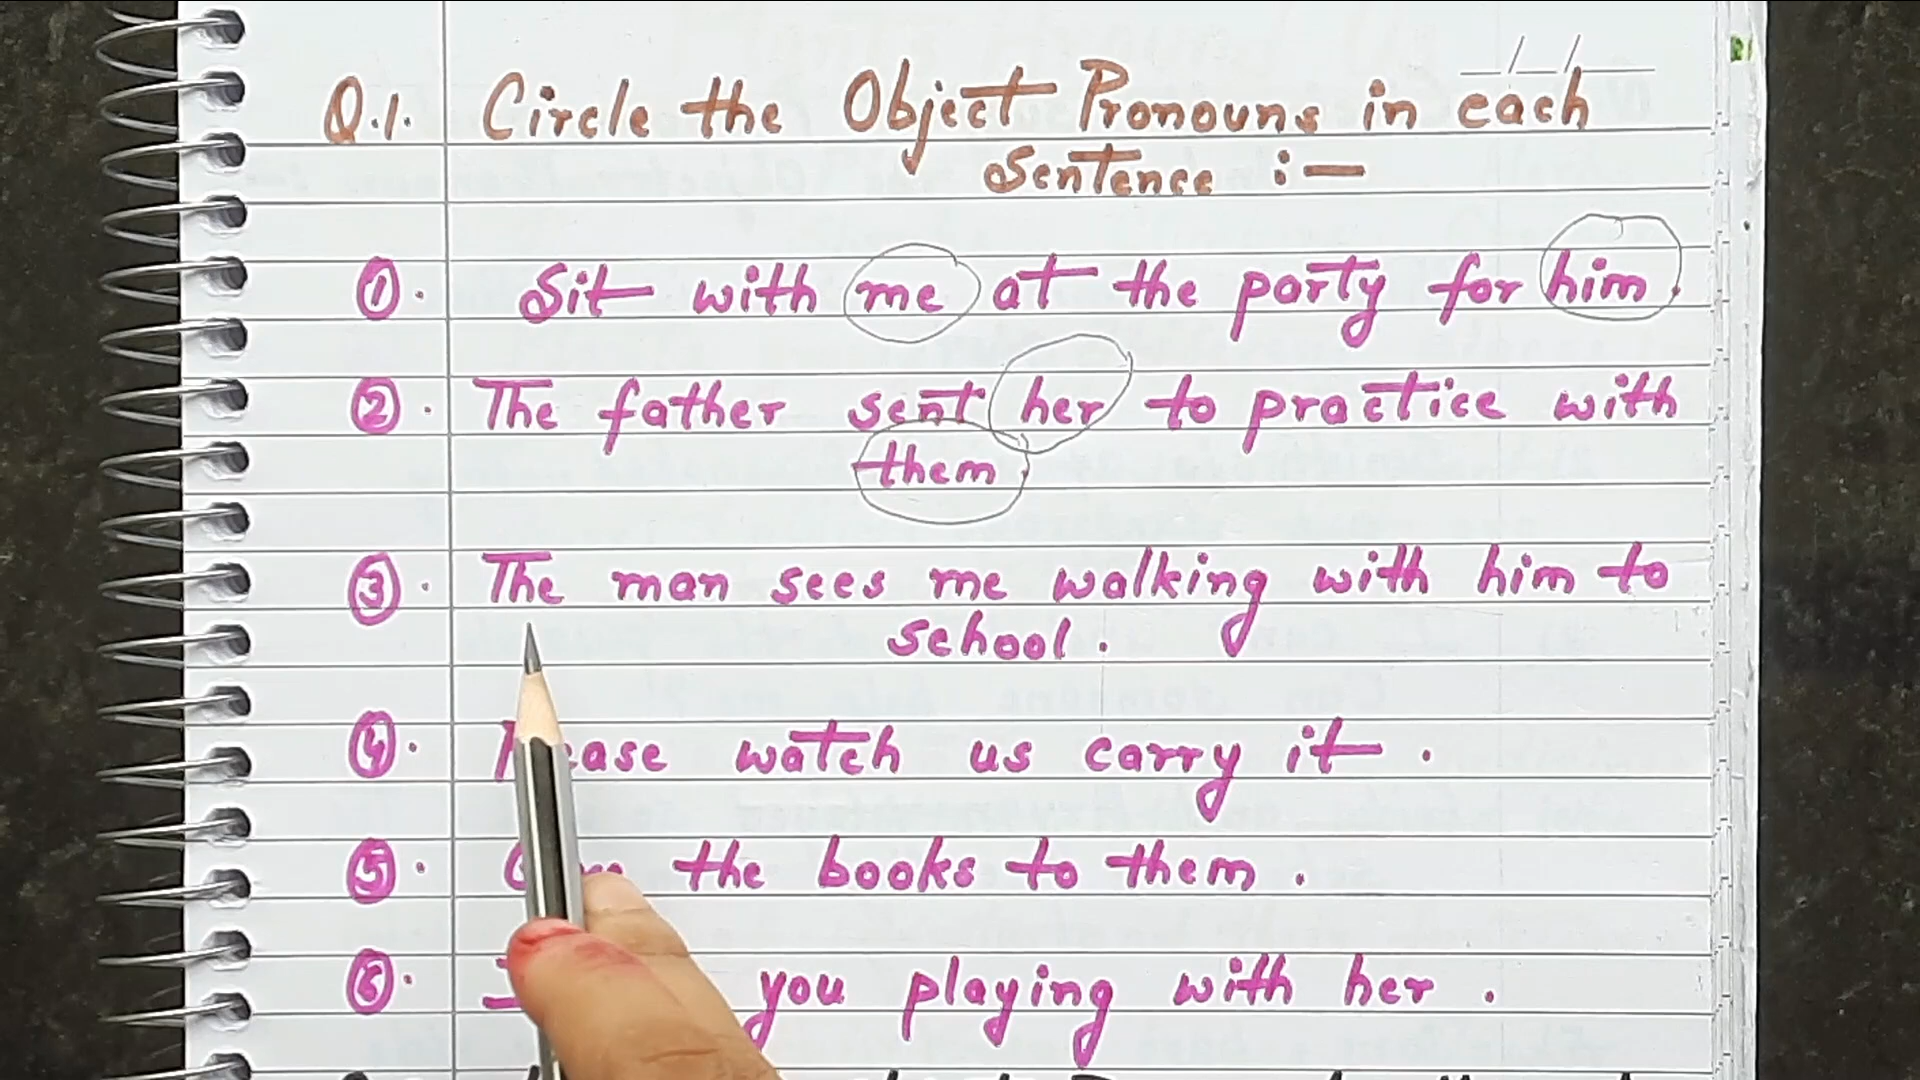 Q.1. Circle the Object Pronouns in each
Sentence :-
① . Sit with me at the party for him.
② . The father sent her to practice with
them.
③ . The man sees me walking with him to
school.
④ . watch us carry it .
⑤ . the books to them .
⑥ . you playing with her .